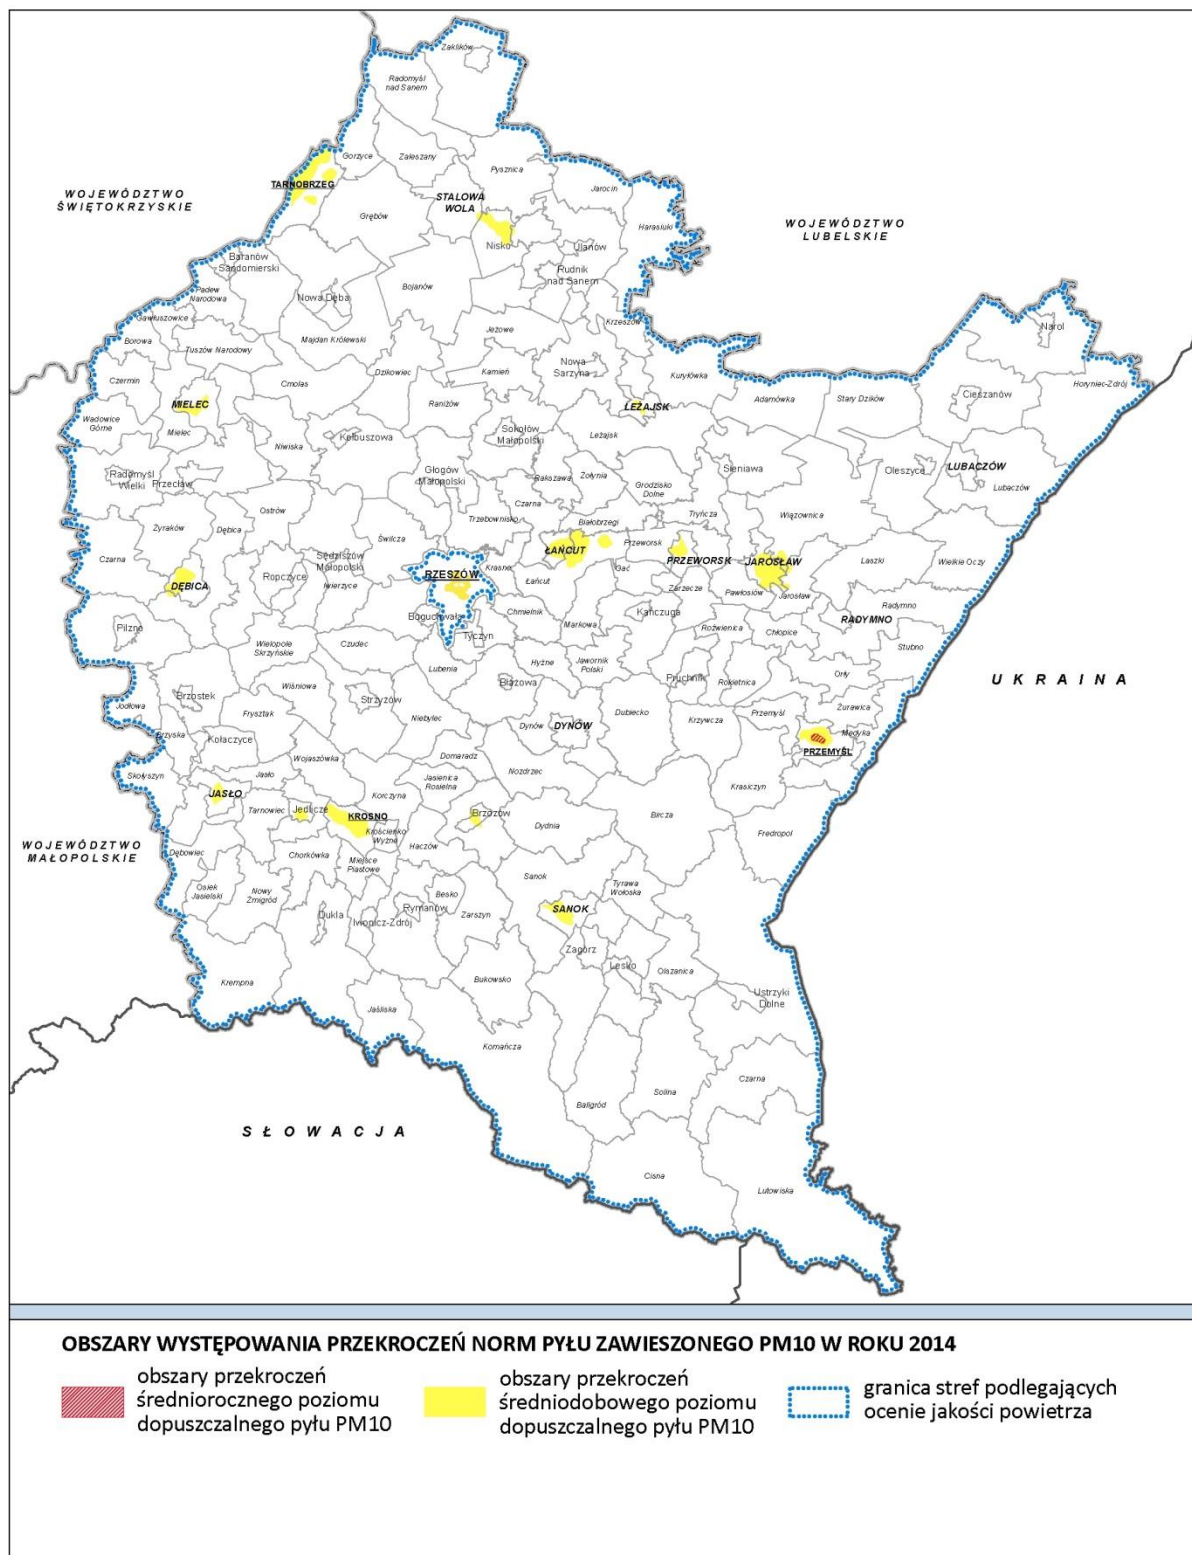 Zaklików
Radomyśl
nad Sanem
Gorzyce
Zaleszany
Pysznica
TARNOBRZEG
WOJEWÓDZTWO
ŚWIĘTOKRZYSKIE
STALOWA
WOLA
Jarocin
Grębów
Harasiuki
WOJEWÓDZTWO
LUBELSKIE
Nisko
Ulanów
Baranów
Sandomierski
Rudnik
nad Sanem
Padew
Narodowa
Nowa Dęba
Bojanów
Gawłuszowice
Krzeszów
Narol
Borowa
Majdan Królewski
Jeżowe
Tuszów Narodowy
Nowa
Sarzyna
Czermin
Cmolas
Dzikowiec
Kamień
Kuryłówka
Horyniec-Zdrój
Adamówka
Stary Dzików
Cieszanów
MIELEC
Raniżów
LEŻAJSK
Wadowice
Górne
Mielec
Kolbuszowa
Sokołów
Małopolski
Leżajsk
Niwiska
Radomyśl
Wielki
Przecław
Głogów
Małopolski
Rakszawa
Żołynia
Grodzisko
Dolne
Sieniawa
Oleszyce
LUBACZÓW
Lubaczów
Ostrów
Czarna
Żyraków
Dębica
Trzebownisko
Białobrzegi
Tryńcza
Wiązownica
Świlcza
Czarna
Sędziszów
Małopolski
ŁAŃCUT
Przeworsk
PRZEWORSK
JAROSŁAW
Laszki
Wielkie Oczy
RZESZÓW
Krasne
Gać
Ropczyce
DĘBICA
Iwierzyce
Łańcut
Zarzecze
Pawłosiów
Jarosław
Radymno
Boguchwała
Chmielnik
Kańczuga
RADYMNO
Pilzno
Markowa
Roźwienica
Chłopice
Tyczyn
Stubno
Wielopole
Skrzyńskie
Czudec
Lubenia
Hyżne
Jawornik
Polski
Pruchnik
Rokietnica
Orły
UKRAINA
Brzostek
Wiśniowa
Strzyżów
Błażowa
Jodłowa
Frysztak
Niebylec
Dynów
DYNÓW
Dubiecko
Krzywcza
Przemyśl
Żurawica
Medyka
Brzyska
Kołaczyce
PRZEMYŚL
Wojaszówka
Domaradz
Nozdrzec
Skołyszyn
Jasło
Jasienica
Rosielna
Krasiczyn
JASŁO
Korczyna
Tarnowiec
Jedlicze
KROSNO
Brzozów
Bircza
Dydnia
Fredropol
WOJEWÓDZTWO
MAŁOPOLSKIE
Krościenko
Wyżne
Haczów
Dębowiec
Chorkówka
Miejsce
Piastowe
Sanok
Tyrawa
Wołoska
Osiek
Jasielski
Nowy
Żmigród
Besko
Dukla
Iwonicz-Zdrój
Rymanów
Zarszyn
SANOK
Zagórz
Lesko
Olszanica
Krempna
Bukowsko
Ustrzyki
Dolne
Jaśliska
Komańcza
Czarna
Solina
Baligród
SŁOWACJA
Cisna
Lutowiska
OBSZARY WYSTĘPOWANIA PRZEKROCZEŃ NORM PYŁU ZAWIESZONEGO PM10 W ROKU 2014
obszary przekroczeń
średniorocznego poziomu
dopuszczalnego pyłu PM10
obszary przekroczeń
średniodobowego poziomu
dopuszczalnego pyłu PM10
granica stref podlegających
ocenie jakości powietrza